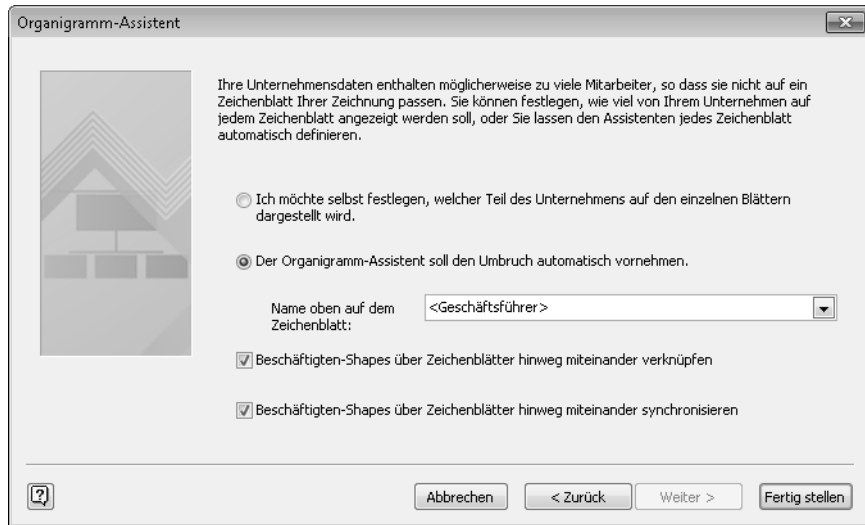 Organigramm-Assistent
Ihre Unternehmensdaten enthalten möglicherweise zu viele Mitarbeiter, so dass sie nicht auf ein
Zeichenblatt Ihrer Zeichnung passen. Sie können festlegen, wie viel von Ihrem Unternehmen auf
jedem Zeichenblatt angezeigt werden soll, oder Sie lassen den Assistenten jedes Zeichenblatt
automatisch definieren.
Ich möchte selbst festlegen, welcher Teil des Unternehmens auf den einzelnen Blättern
dargestellt wird.
Der Organigramm-Assistent soll den Umbruch automatisch vornehmen.
Name oben auf dem
Zeichenblatt:
<Geschäftsführer>
Beschäftigten-Shapes über Zeichenblätter hinweg miteinander verknüpfen
Beschäftigten-Shapes über Zeichenblätter hinweg miteinander synchronisieren
?
Abbrechen
< Zurück
Weiter >
Fertig stellen